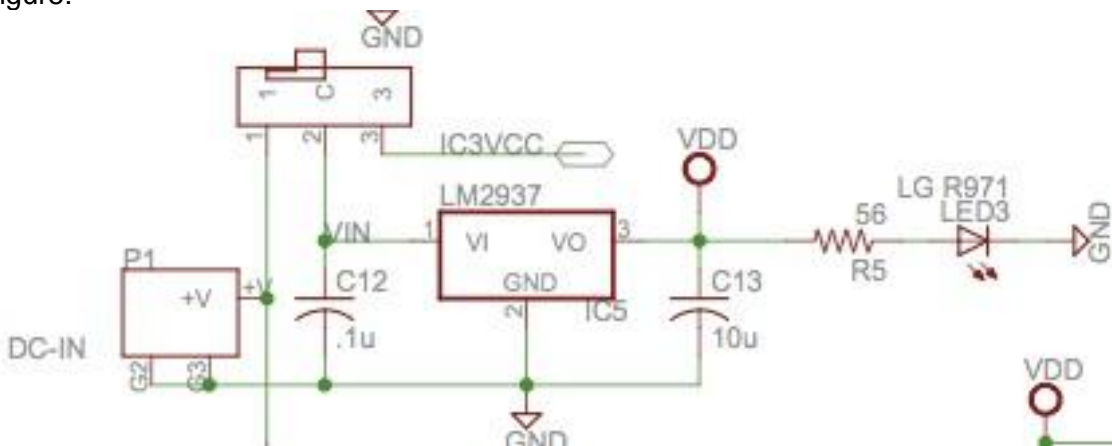 igure:
GND
1 C 3
1 2 3
IC3VCC
VDD
LM2937
LG R971
LED3
56
GND
VIN
1
VI VO
3
R5
P1
+V
+V
C12
GND
C13
2
IC5
.1u
10u
DC-IN
G2
G3
VDD
GND